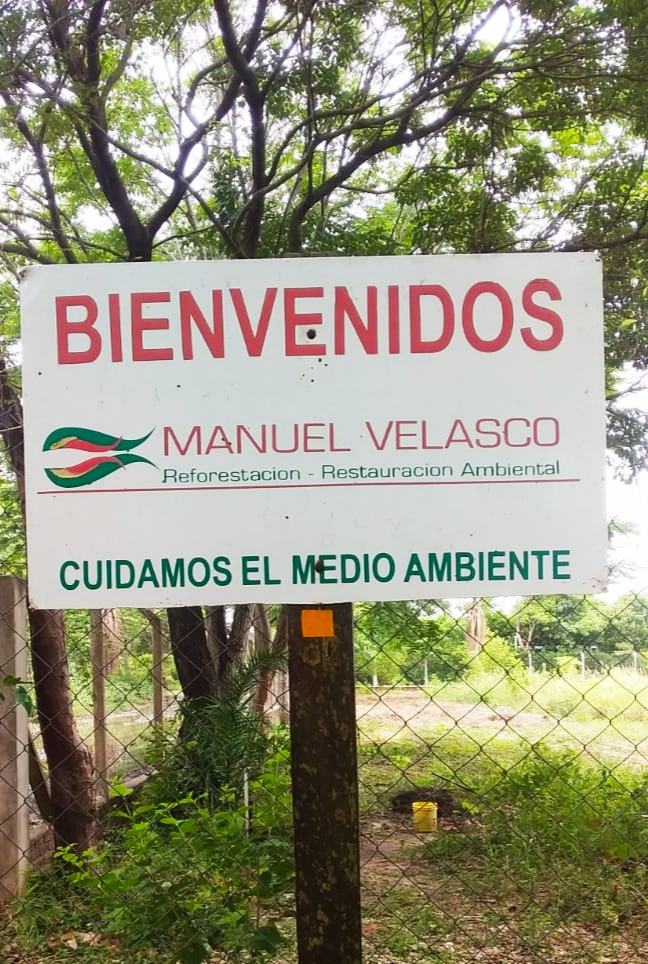 BIENVENIDOS
MANUEL VELASCO
Reforestacion - Restauracion Ambiental
CUIDAMOS EL MEDIO AMBIENTE